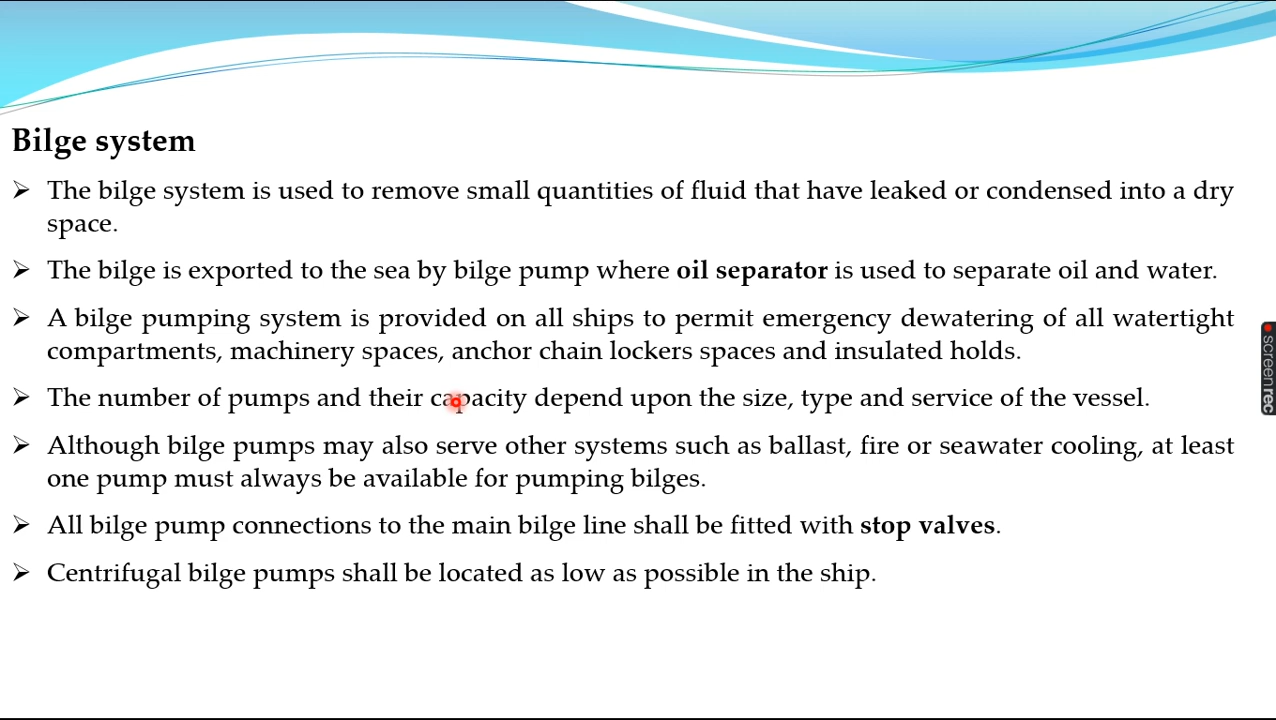 Bilge system
➢ The bilge system is used to remove small quantities of fluid that have leaked or condensed into a dry
space.
➢ The bilge is exported to the sea by bilge pump where oil separator is used to separate oil and water.
➢ A bilge pumping system is provided on all ships to permit emergency dewatering of all watertight
compartments, machinery spaces, anchor chain lockers spaces and insulated holds.
➢ The number of pumps and their capacity depend upon the size, type and service of the vessel.
➢ Although bilge pumps may also serve other systems such as ballast, fire or seawater cooling, at least
one pump must always be available for pumping bilges.
➢ All bilge pump connections to the main bilge line shall be fitted with stop valves.
➢ Centrifugal bilge pumps shall be located as low as possible in the ship.
screenrec